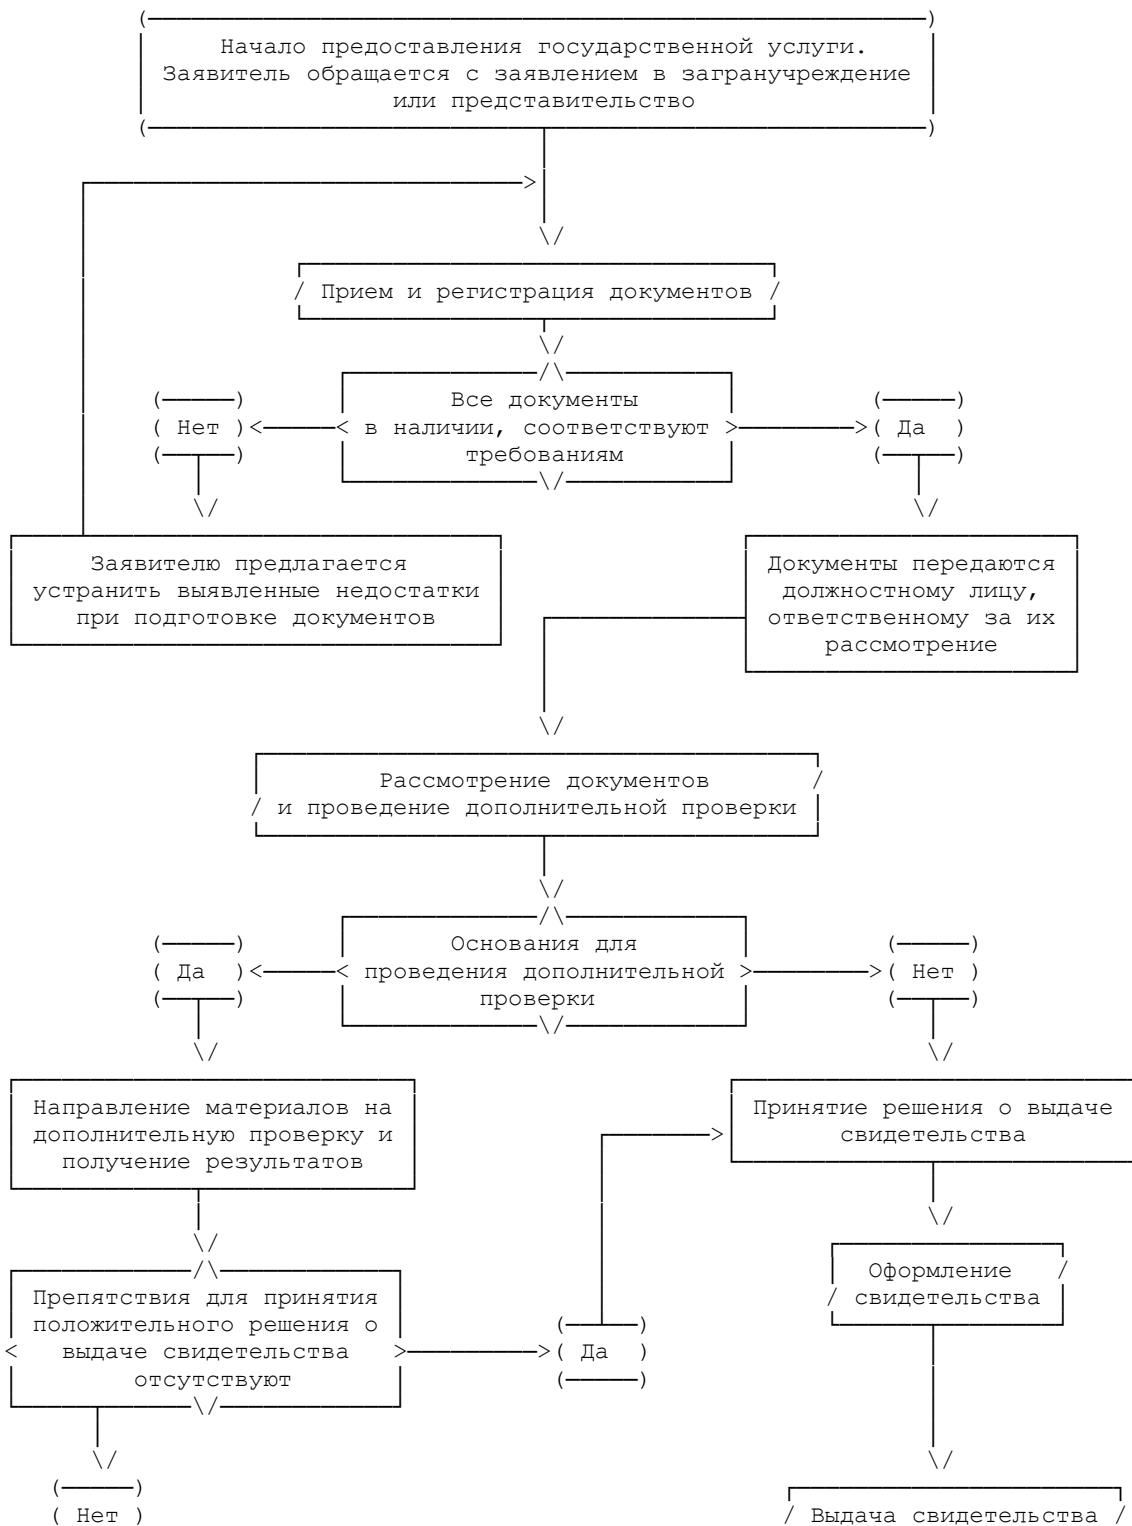 Начало предоставления государственной услуги.
Заявитель обращается с заявлением в загранучреждение
или представительство
Прием и регистрация документов
Все документы
в наличии, соответствуют
требованиям
Нет
Да
Заявителю предлагается
устранить выявленные недостатки
при подготовке документов
Документы передаются
должностному лицу,
ответственному за их
рассмотрение
Рассмотрение документов
и проведение дополнительной проверки
Основания для
проведения дополнительной
проверки
Да
Нет
Направление материалов на
дополнительную проверку и
получение результатов
Принятие решения о выдаче
свидетельства
Препятствия для принятия
положительного решения о
выдаче свидетельства
отсутствуют
Да
Оформление
свидетельства
Нет
Выдача свидетельства